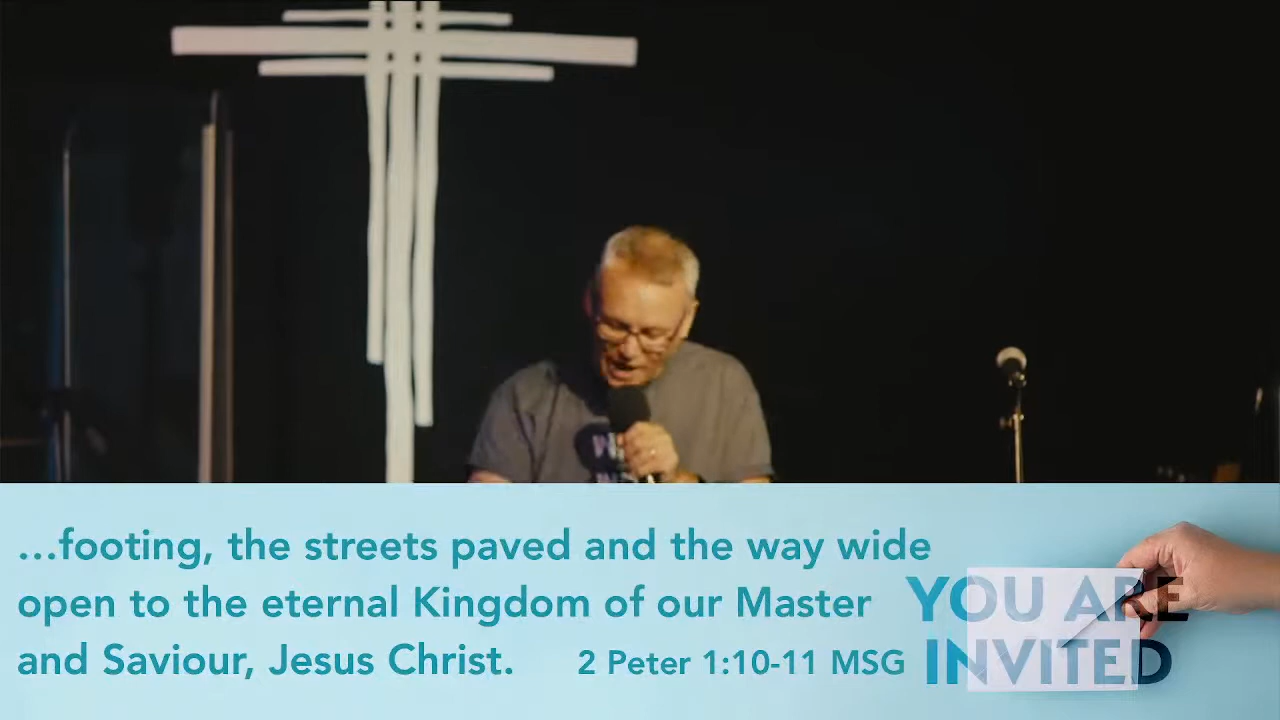 …footing, the streets paved and the way wide
open to the eternal Kingdom of our Master
and Saviour, Jesus Christ.
2 Peter 1:10-11 MSG
YOU ARE
INVITED